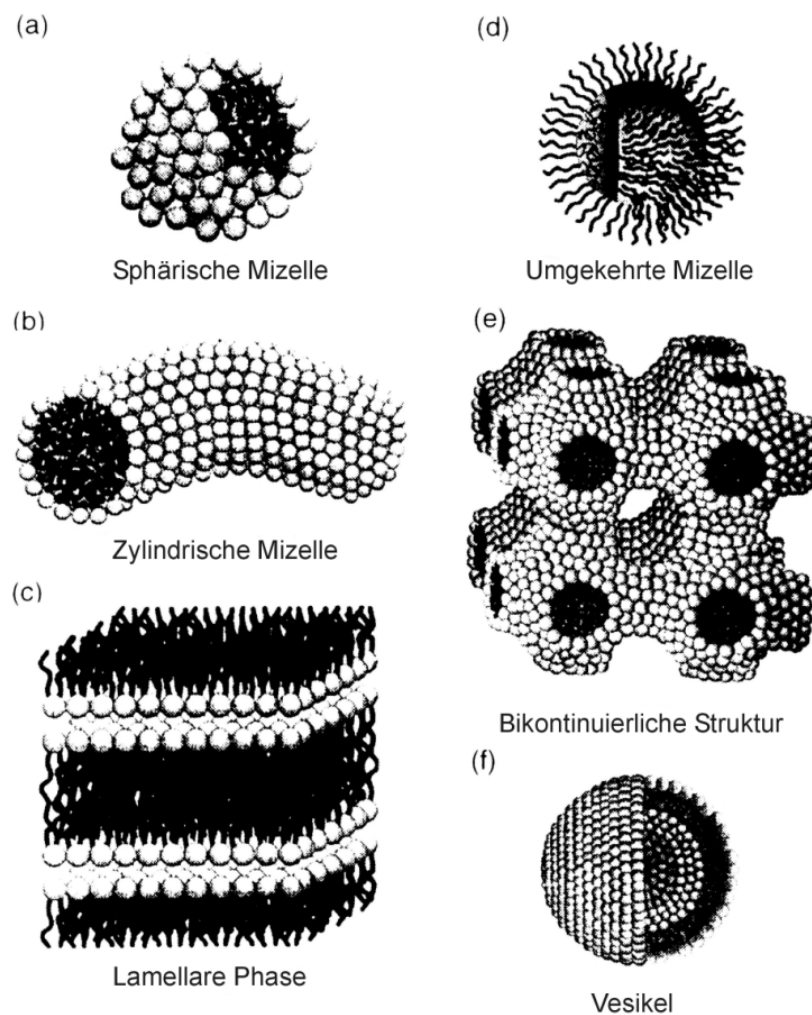 (a)
Sphärische Mizelle
(b)
Zylindrische Mizelle
(c)
Lamellare Phase
(d)
Umgekehrte Mizelle
(e)
Bikontinuierliche Struktur
(f)
Vesikel